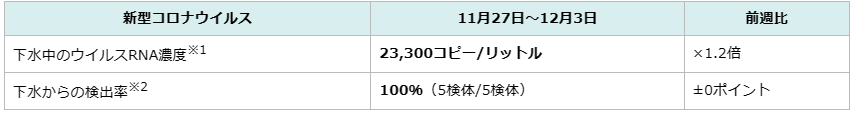 新型コロナウイルス 11月27日～12月3日 前週比
下水中のウイルスRNA濃度※1 23,300コピー/リットル ×1.2倍
下水からの検出率※2 100%（5検体/5検体） ±0ポイント